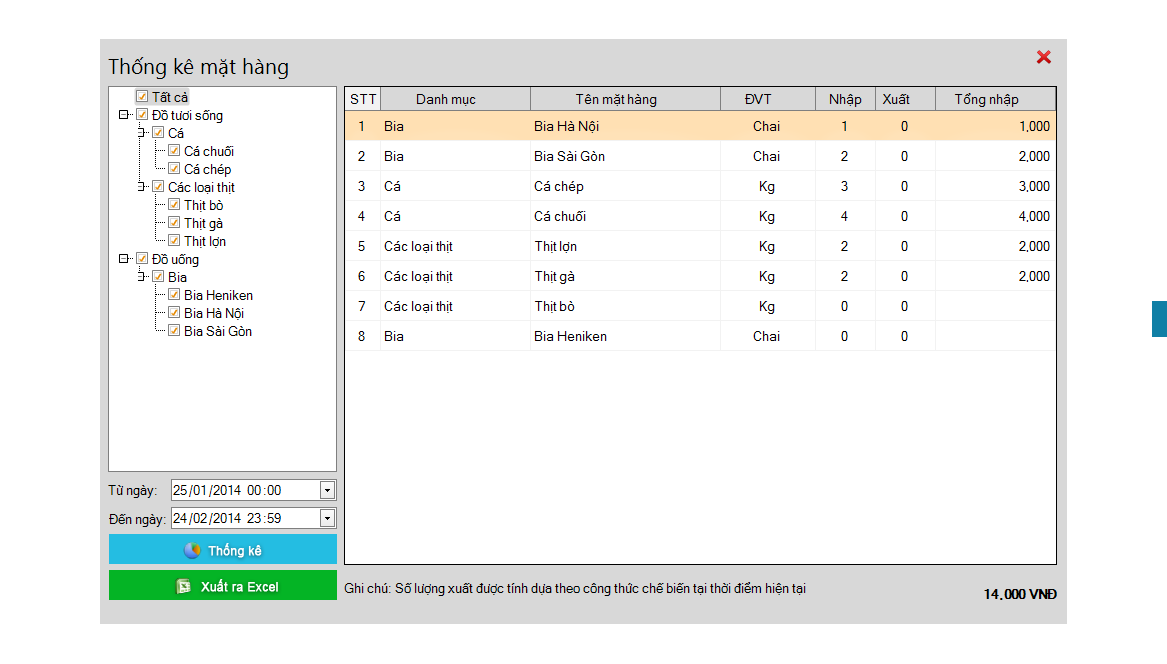 Thống kê mặt hàng
Tất cả
Đồ tươi sống
Cá
Cá chuối
Cá chép
Các loại thịt
Thịt bò
Thịt gà
Thịt lợn
Đồ uống
Bia
Bia Heniken
Bia Hà Nội
Bia Sài Gòn
Từ ngày: 25/01/2014 00:00
Đến ngày: 24/02/2014 23:59
Thống kê
Xuất ra Excel
STT Danh mục Tên mặt hàng ĐVT Nhập Xuất Tổng nhập
1 Bia Bia Hà Nội Chai 1 0 1,000
2 Bia Bia Sài Gòn Chai 2 0 2,000
3 Cá Cá chép Kg 3 0 3,000
4 Cá Cá chuối Kg 4 0 4,000
5 Các loại thịt Thịt lợn Kg 2 0 2,000
6 Các loại thịt Thịt gà Kg 2 0 2,000
7 Các loại thịt Thịt bò Kg 0 0
8 Bia Bia Heniken Chai 0 0
Ghi chú: Số lượng xuất được tính dựa theo công thức chế biến tại thời điểm hiện tại
14,000 VNĐ